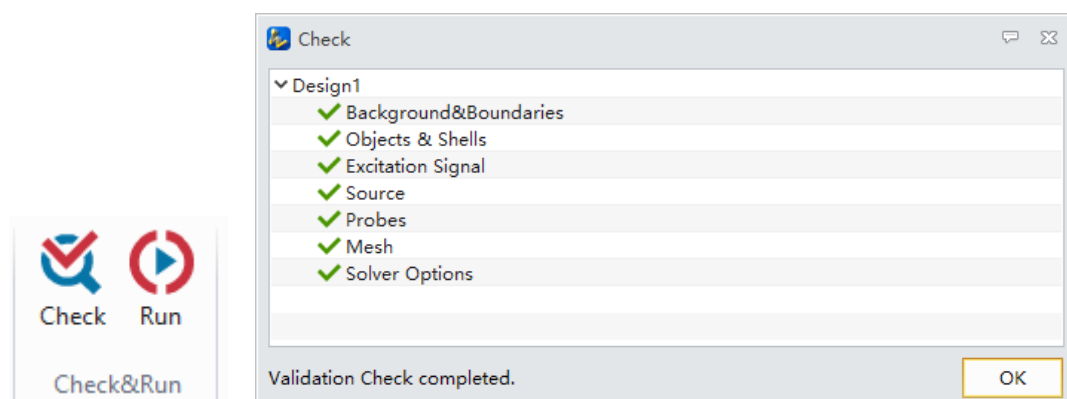 Check
Design1
Background&Boundaries
Objects & Shells
Excitation Signal
Source
Probes
Mesh
Solver Options
Validation Check completed.
OK
Check Run
Check&Run